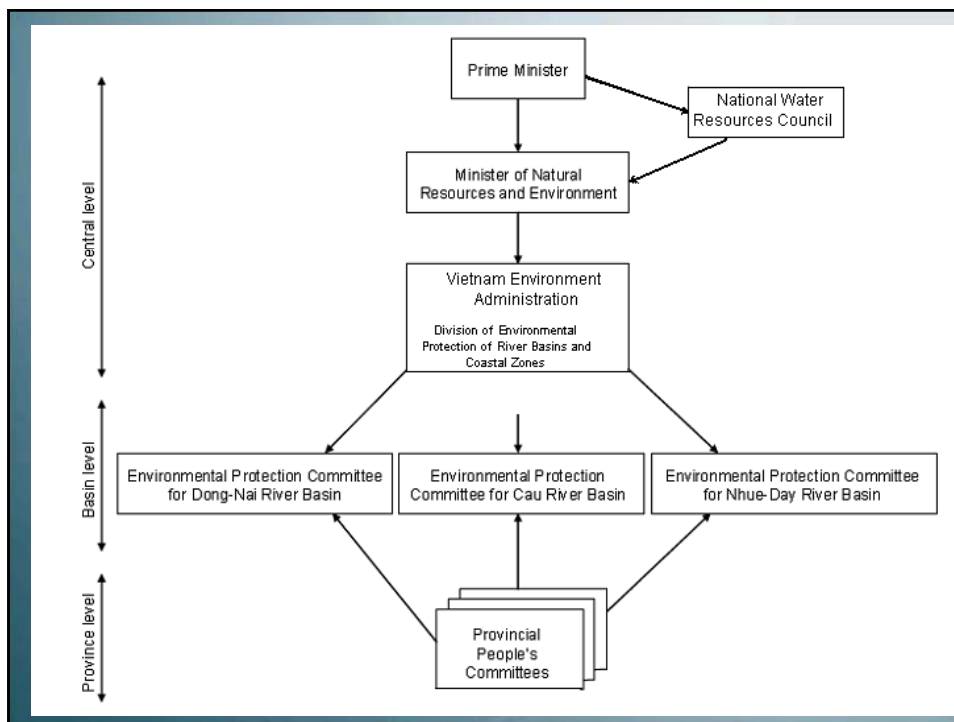 Prime Minister
National Water
Resources Council
Minister of Natural
Resources and Environment
Central level
Vietnam Environment
Administration
Division of Environmental
Protection of River Basins and
Coastal Zones
Basin level
Environmental Protection Committee
for Dong-Nai River Basin
Environmental Protection
Committee for Cau River Basin
Environmental Protection Committee
for Nhue-Day River Basin
Province level
Provincial
People's
Committees